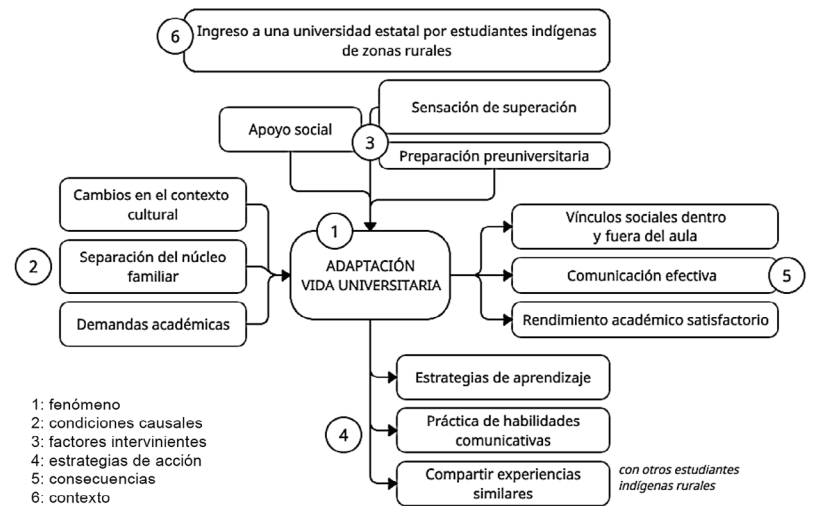 6
Ingreso a una universidad estatal por estudiantes indígenas
de zonas rurales
Apoyo social
3
Sensación de superación
Preparación preuniversitaria
2
Cambios en el contexto
cultural
Separación del núcleo
familiar
Demandas académicas
1
ADAPTACIÓN
VIDA UNIVERSITARIA
Vínculos sociales dentro
y fuera del aula
Comunicación efectiva
5
Rendimiento académico satisfactorio
4
Estrategias de aprendizaje
Práctica de habilidades
comunicativas
Compartir experiencias
similares
con otros estudiantes
indígenas rurales
1: fenómeno
2: condiciones causales
3: factores intervinientes
4: estrategias de acción
5: consecuencias
6: contexto